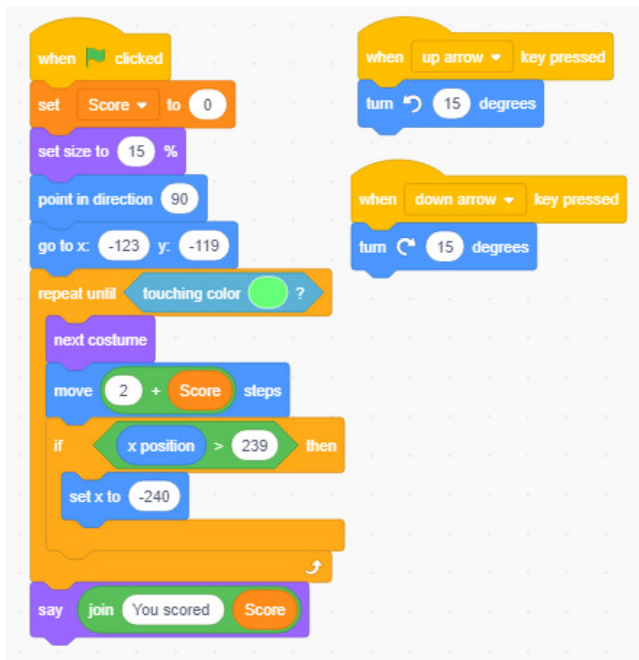 when clicked
set Score to 0
set size to 15 %
point in direction 90
go to x: -123 y: -119
repeat until touching color ?
next costume
move 2 + Score steps
if x position > 239 then
set x to -240
say join You scored Score
when up arrow key pressed
turn 15 degrees
when down arrow key pressed
turn 15 degrees